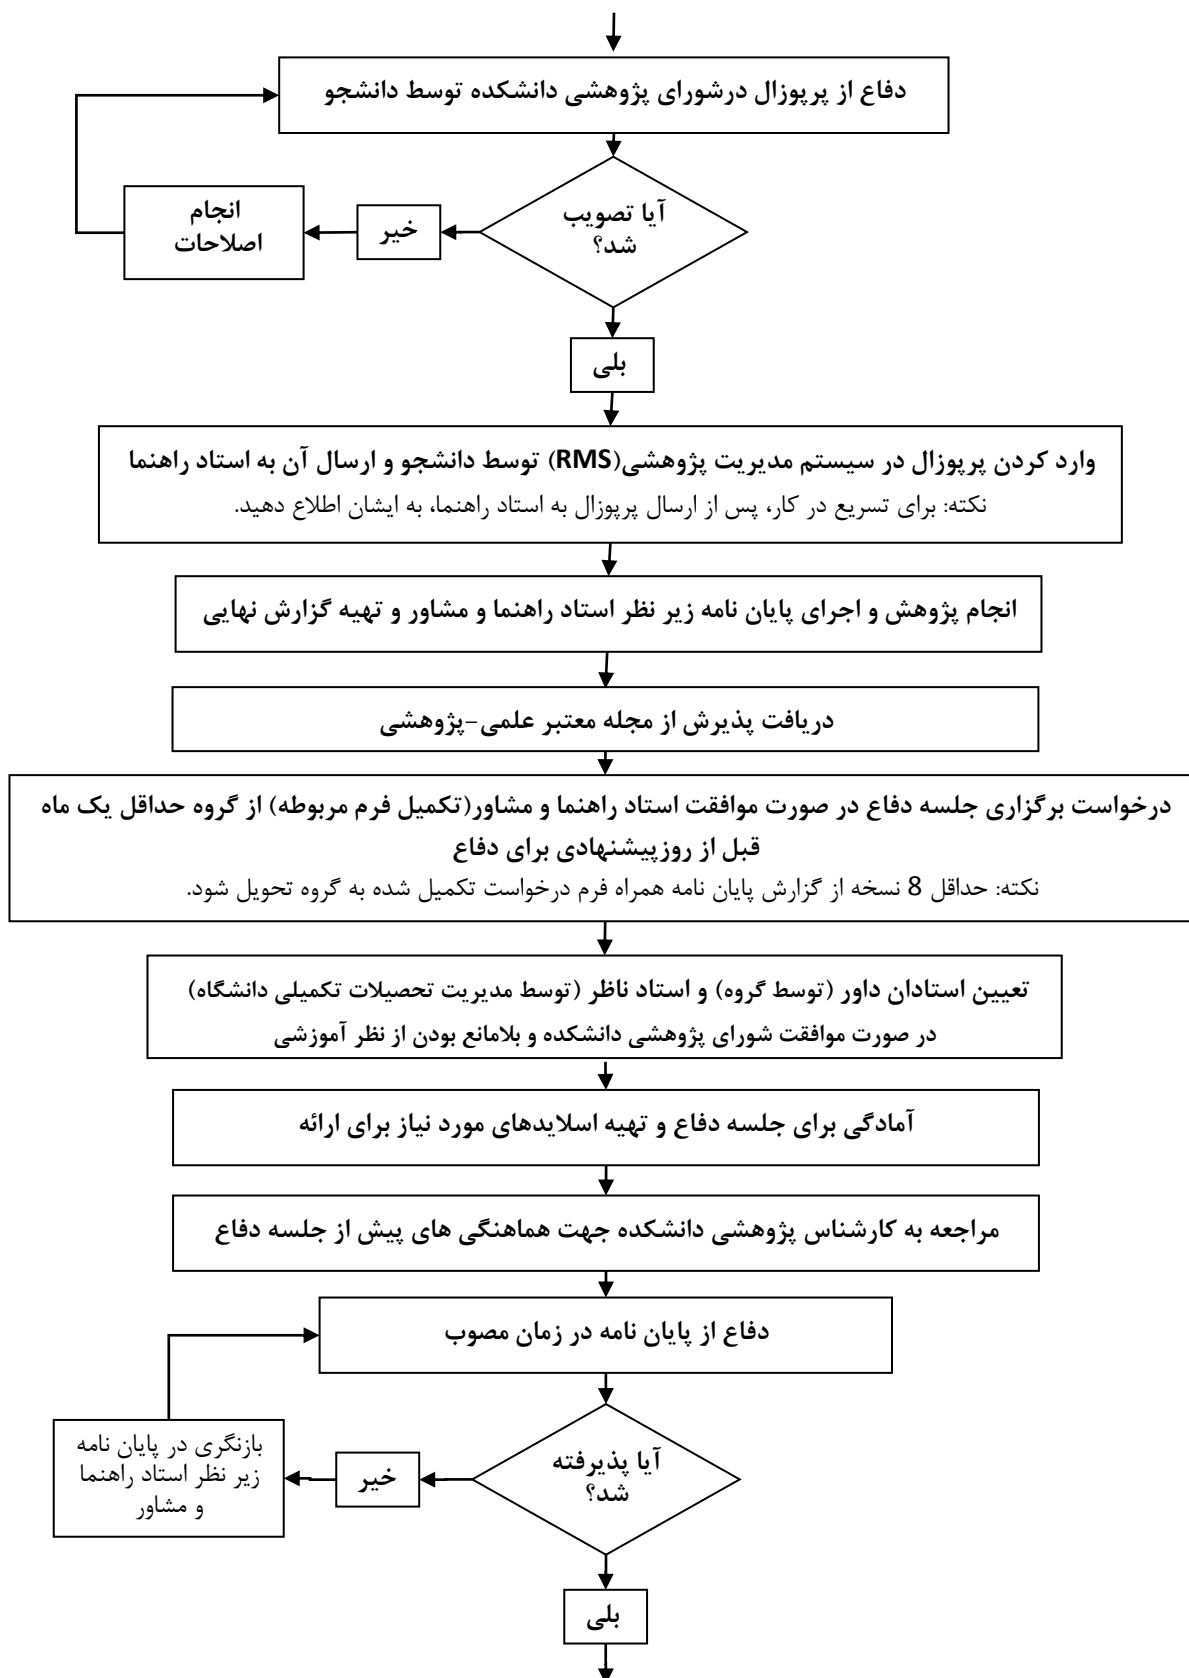 دفاع از پرپوزال درشورای پژوهشی دانشکده توسط دانشجو
آیا تصویب
شد؟
خیر
انجام
اصلاحات
بلی
وارد کردن پرپوزال در سیستم مدیریت پژوهشی(RMS) توسط دانشجو و ارسال آن به استاد راهنما
نکته: برای تسریع در کار، پس از ارسال پرپوزال به استاد راهنما، به ایشان اطلاع دهید.
انجام پژوهش و اجرای پایان نامه زیر نظر استاد راهنما و مشاور و تهیه گزارش نهایی
دریافت پذیرش از مجله معتبر علمی-پژوهشی
درخواست برگزاری جلسه دفاع در صورت موافقت استاد راهنما و مشاور(تکمیل فرم مربوطه) از گروه حداقل یک ماه
قبل از روزپیشنهادی برای دفاع
نکته: حداقل 8 نسخه از گزارش پایان نامه همراه فرم درخواست تکمیل شده به گروه تحویل شود.
تعیین استادان داور (توسط گروه) و استاد ناظر (توسط مدیریت تحصیلات تکمیلی دانشگاه)
در صورت موافقت شورای پژوهشی دانشکده و بلامانع بودن از نظر آموزشی
آمادگی برای جلسه دفاع و تهیه اسلایدهای مورد نیاز برای ارائه
مراجعه به کارشناس پژوهشی دانشکده جهت هماهنگی های پیش از جلسه دفاع
دفاع از پایان نامه در زمان مصوب
آیا پذیرفته
شد؟
خیر
بازنگری در پایان نامه
زیر نظر استاد راهنما
و مشاور
بلی